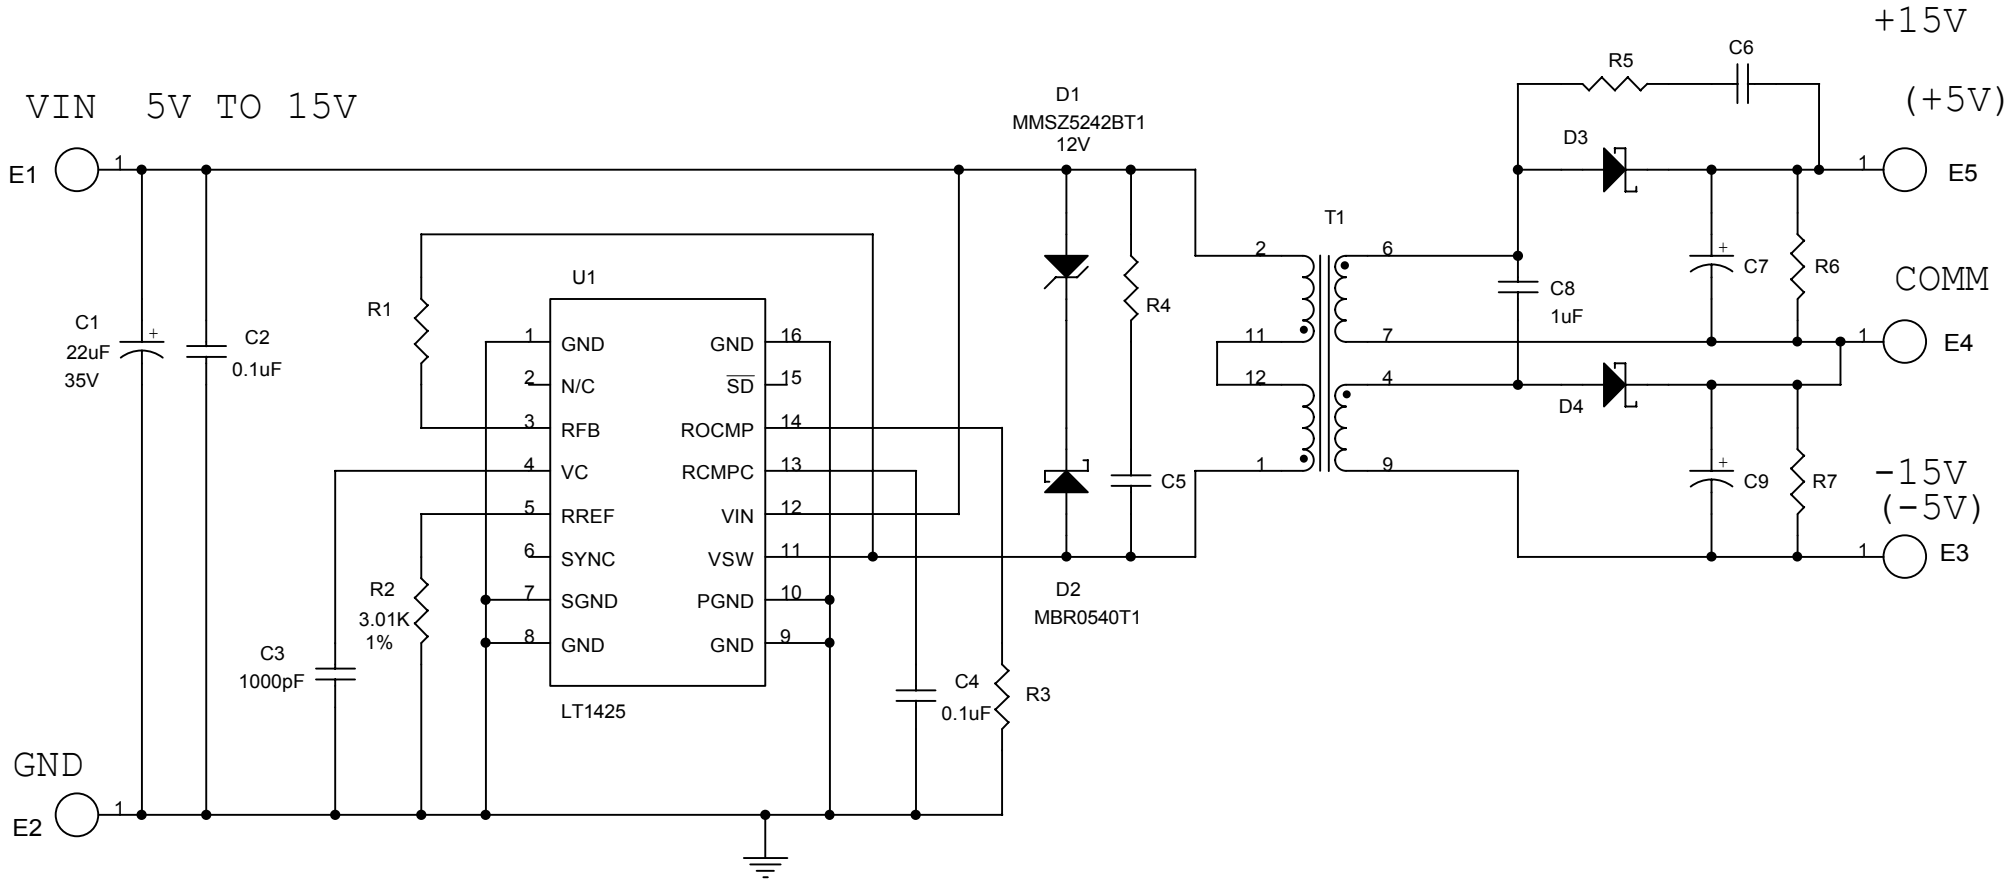 +15V
C6
R5
D1
VIN 5V TO 15V
(+5V)
MMSZ5242BT1
12V
D3
E1
1
1
E5
T1
2
6
U1
R1
C7
R6
COMM
C8
1uF
R4
C1
22uF
35V
+
C2
0.1uF
+
1
GND
GND
16
11
7
1
E4
2
N/C
SD
15
12
4
D4
3
RFB
ROCMP
14
4
VC
RCMPC
13
1
9
+
C5
C9
R7
-15V
(-5V)
5
RREF
VIN
12
6
SYNC
VSW
11
1
E3
R2
3.01K
1%
7
SGND
PGND
10
D2
MBR0540T1
8
GND
GND
9
C3
1000pF
C4
0.1uF
R3
LT1425
GND
E2
1